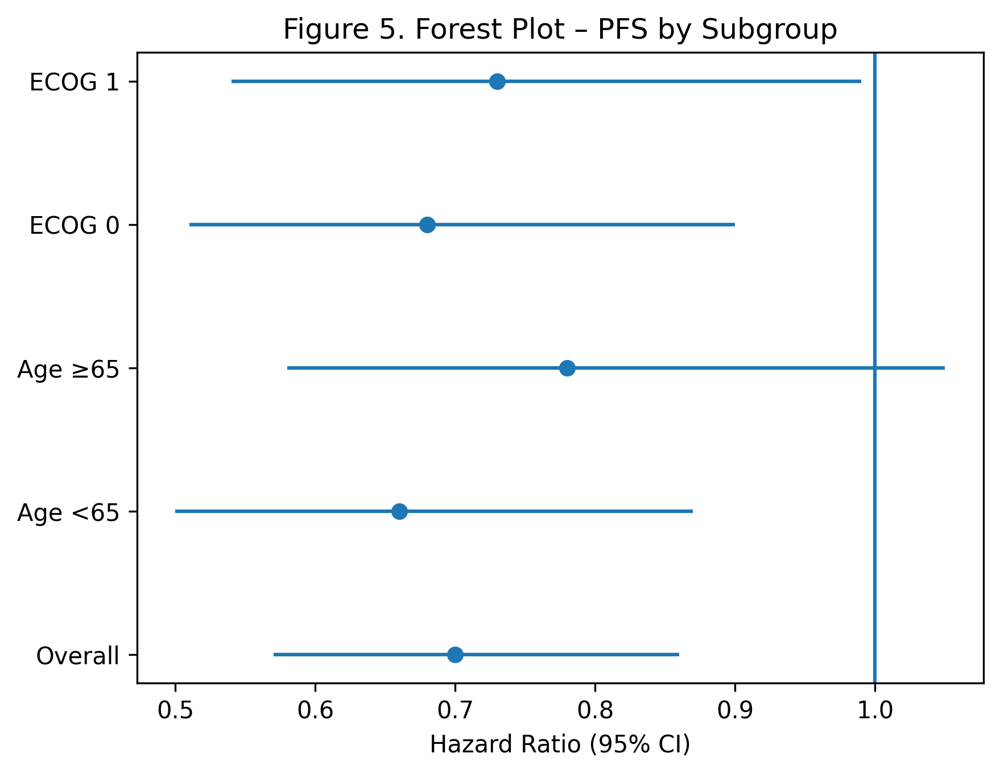 Figure 5. Forest Plot – PFS by Subgroup
ECOG 1
ECOG 0
Age ≥65
Age <65
Overall
0.5 0.6 0.7 0.8 0.9 1.0
Hazard Ratio (95% CI)